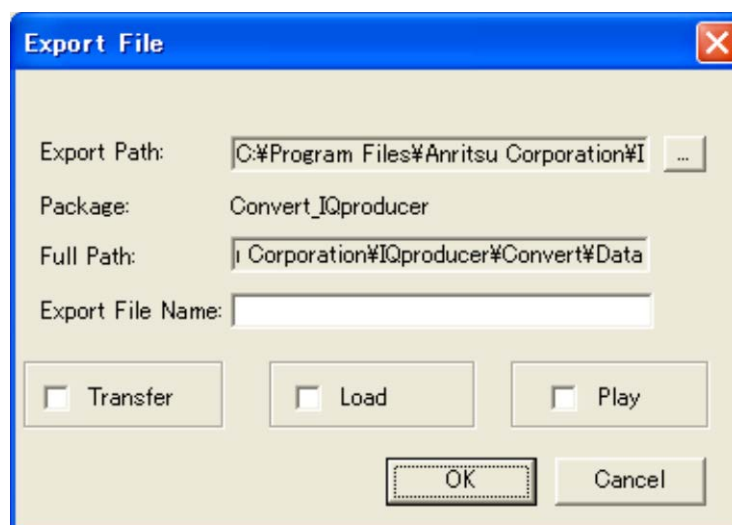 Export File
Export Path: C:¥Program Files¥Anritsu Corporation¥I ...
Package: Convert_IQproducer
Full Path: Corporation¥IQproducer¥Convert¥Data
Export File Name:
Transfer Load Play
OK Cancel